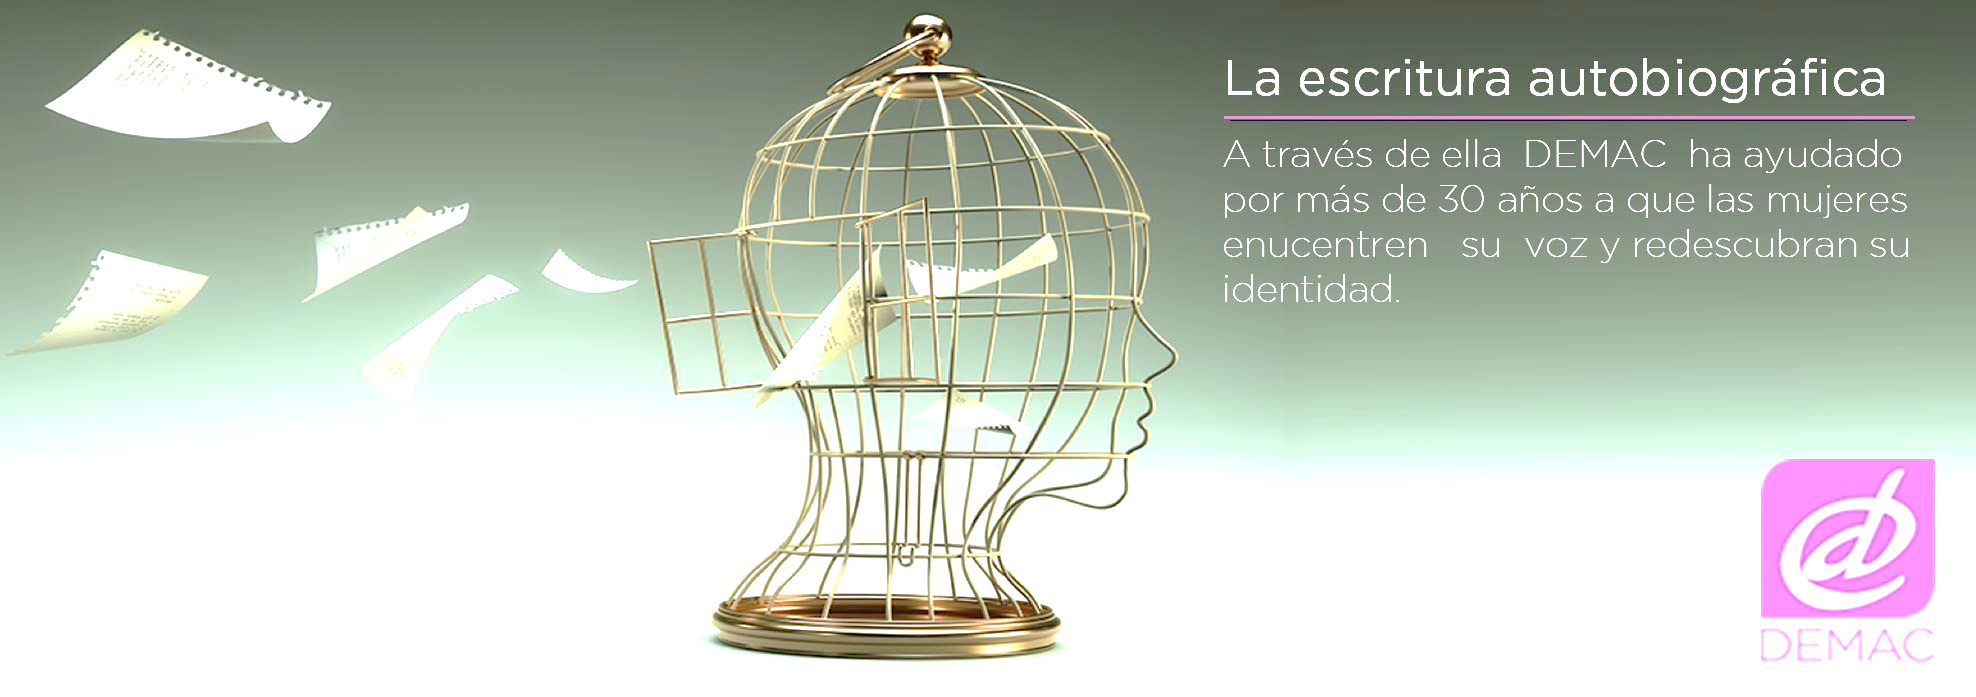 La escritura autobiográfica
A través de ella DEMAC ha ayudado
por más de 30 años a que las mujeres
enucentren su voz y redescubran su
identidad.
DEMAC